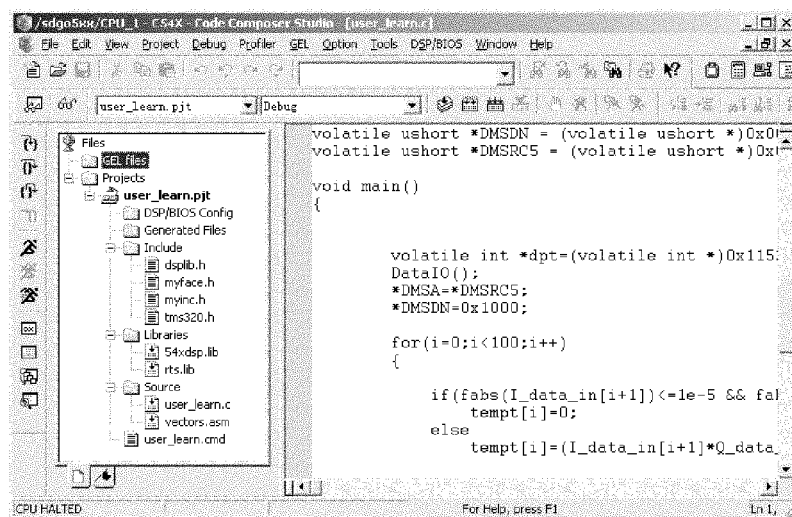 /sdgo5xx/CPU_1 - C54X - Code Composer Studio - [user_learn.c]
File Edit View Project Debug Profiler GEL Option Tools DSP/BIOS Window Help
user_learn.pjt Debug
Files
GEL files
Projects
user_learn.pjt
DSP/BIOS Config
Generated Files
Include
dsplib.h
myface.h
myinc.h
tms320.h
Libraries
54xdsp.lib
rts.lib
Source
user_learn.c
vectors.asm
user_learn.cmd
volatile ushort *DMSDN = (volatile ushort *)0x0
volatile ushort *DMSRC5 = (volatile ushort *)0x
void main()
{
volatile int *dpt=(volatile int *)0x115
DataIO();
*DMSA=*DMSRC5;
*DMSDN=0x1000;
for(i=0;i<100;i++)
{
if(fabs(I_data_in[i+1])<=1e-5 && fa
tempt[i]=0;
else
tempt[i]=(I_data_in[i+1]*Q_data_
CPU HALTED For Help, press F1 Ln 1,